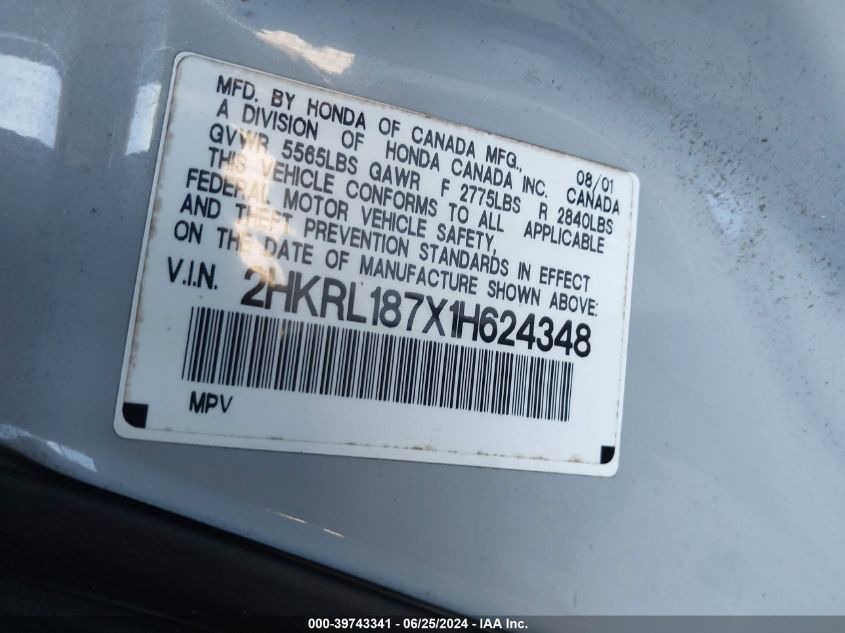 MFD. BY HONDA OF CANADA MFG., 08/01
A DIVISION OF HONDA CANADA INC. CANADA
GVWR 5565LBS GAWR F 2775LBS R 2840LBS
THIS VEHICLE CONFORMS TO ALL APPLICABLE
FEDERAL MOTOR VEHICLE SAFETY,
AND THEFT PREVENTION STANDARDS IN EFFECT
ON THE DATE OF MANUFACTURE SHOWN ABOVE:
V.I.N. 2HKRL187X1H624348
MPV
000-39743341 - 06/25/2024 - IAA Inc.